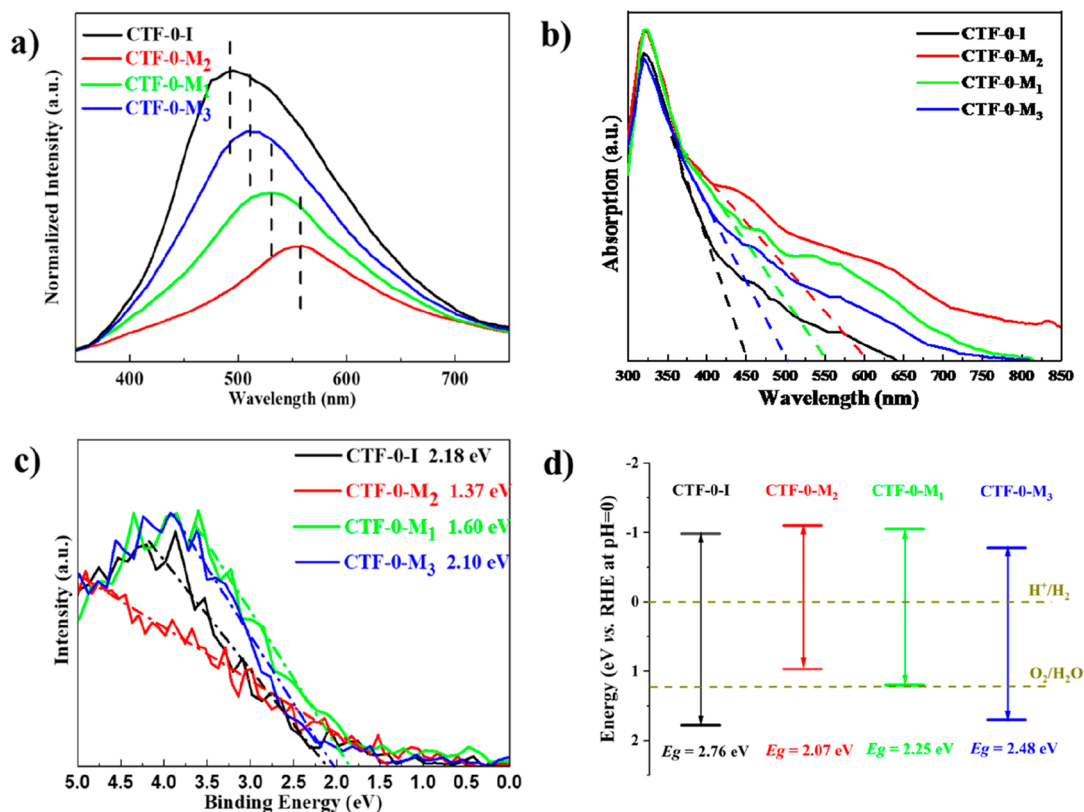 a)
CTF-0-I
CTF-0-M₂
CTF-0-M₁
CTF-0-M₃
Normalized Intensity (a.u.)
400 500 600 700
Wavelength (nm)
b)
CTF-0-I
CTF-0-M₂
CTF-0-M₁
CTF-0-M₃
Absorption (a.u.)
300 350 400 450 500 550 600 650 700 750 800 850
Wavelength (nm)
c)
CTF-0-I 2.18 eV
CTF-0-M₂ 1.37 eV
CTF-0-M₁ 1.60 eV
CTF-0-M₃ 2.10 eV
Intensity (a.u.)
5.0 4.5 4.0 3.5 3.0 2.5 2.0 1.5 1.0 0.5 0.0
Binding Energy (eV)
d)
-2
CTF-0-I CTF-0-M₂ CTF-0-M₁ CTF-0-M₃
-1
H⁺/H₂
0
1
O₂/H₂O
2
Eg = 2.76 eV Eg = 2.07 eV Eg = 2.25 eV Eg = 2.48 eV
Energy (eV vs. RHE at pH=0)